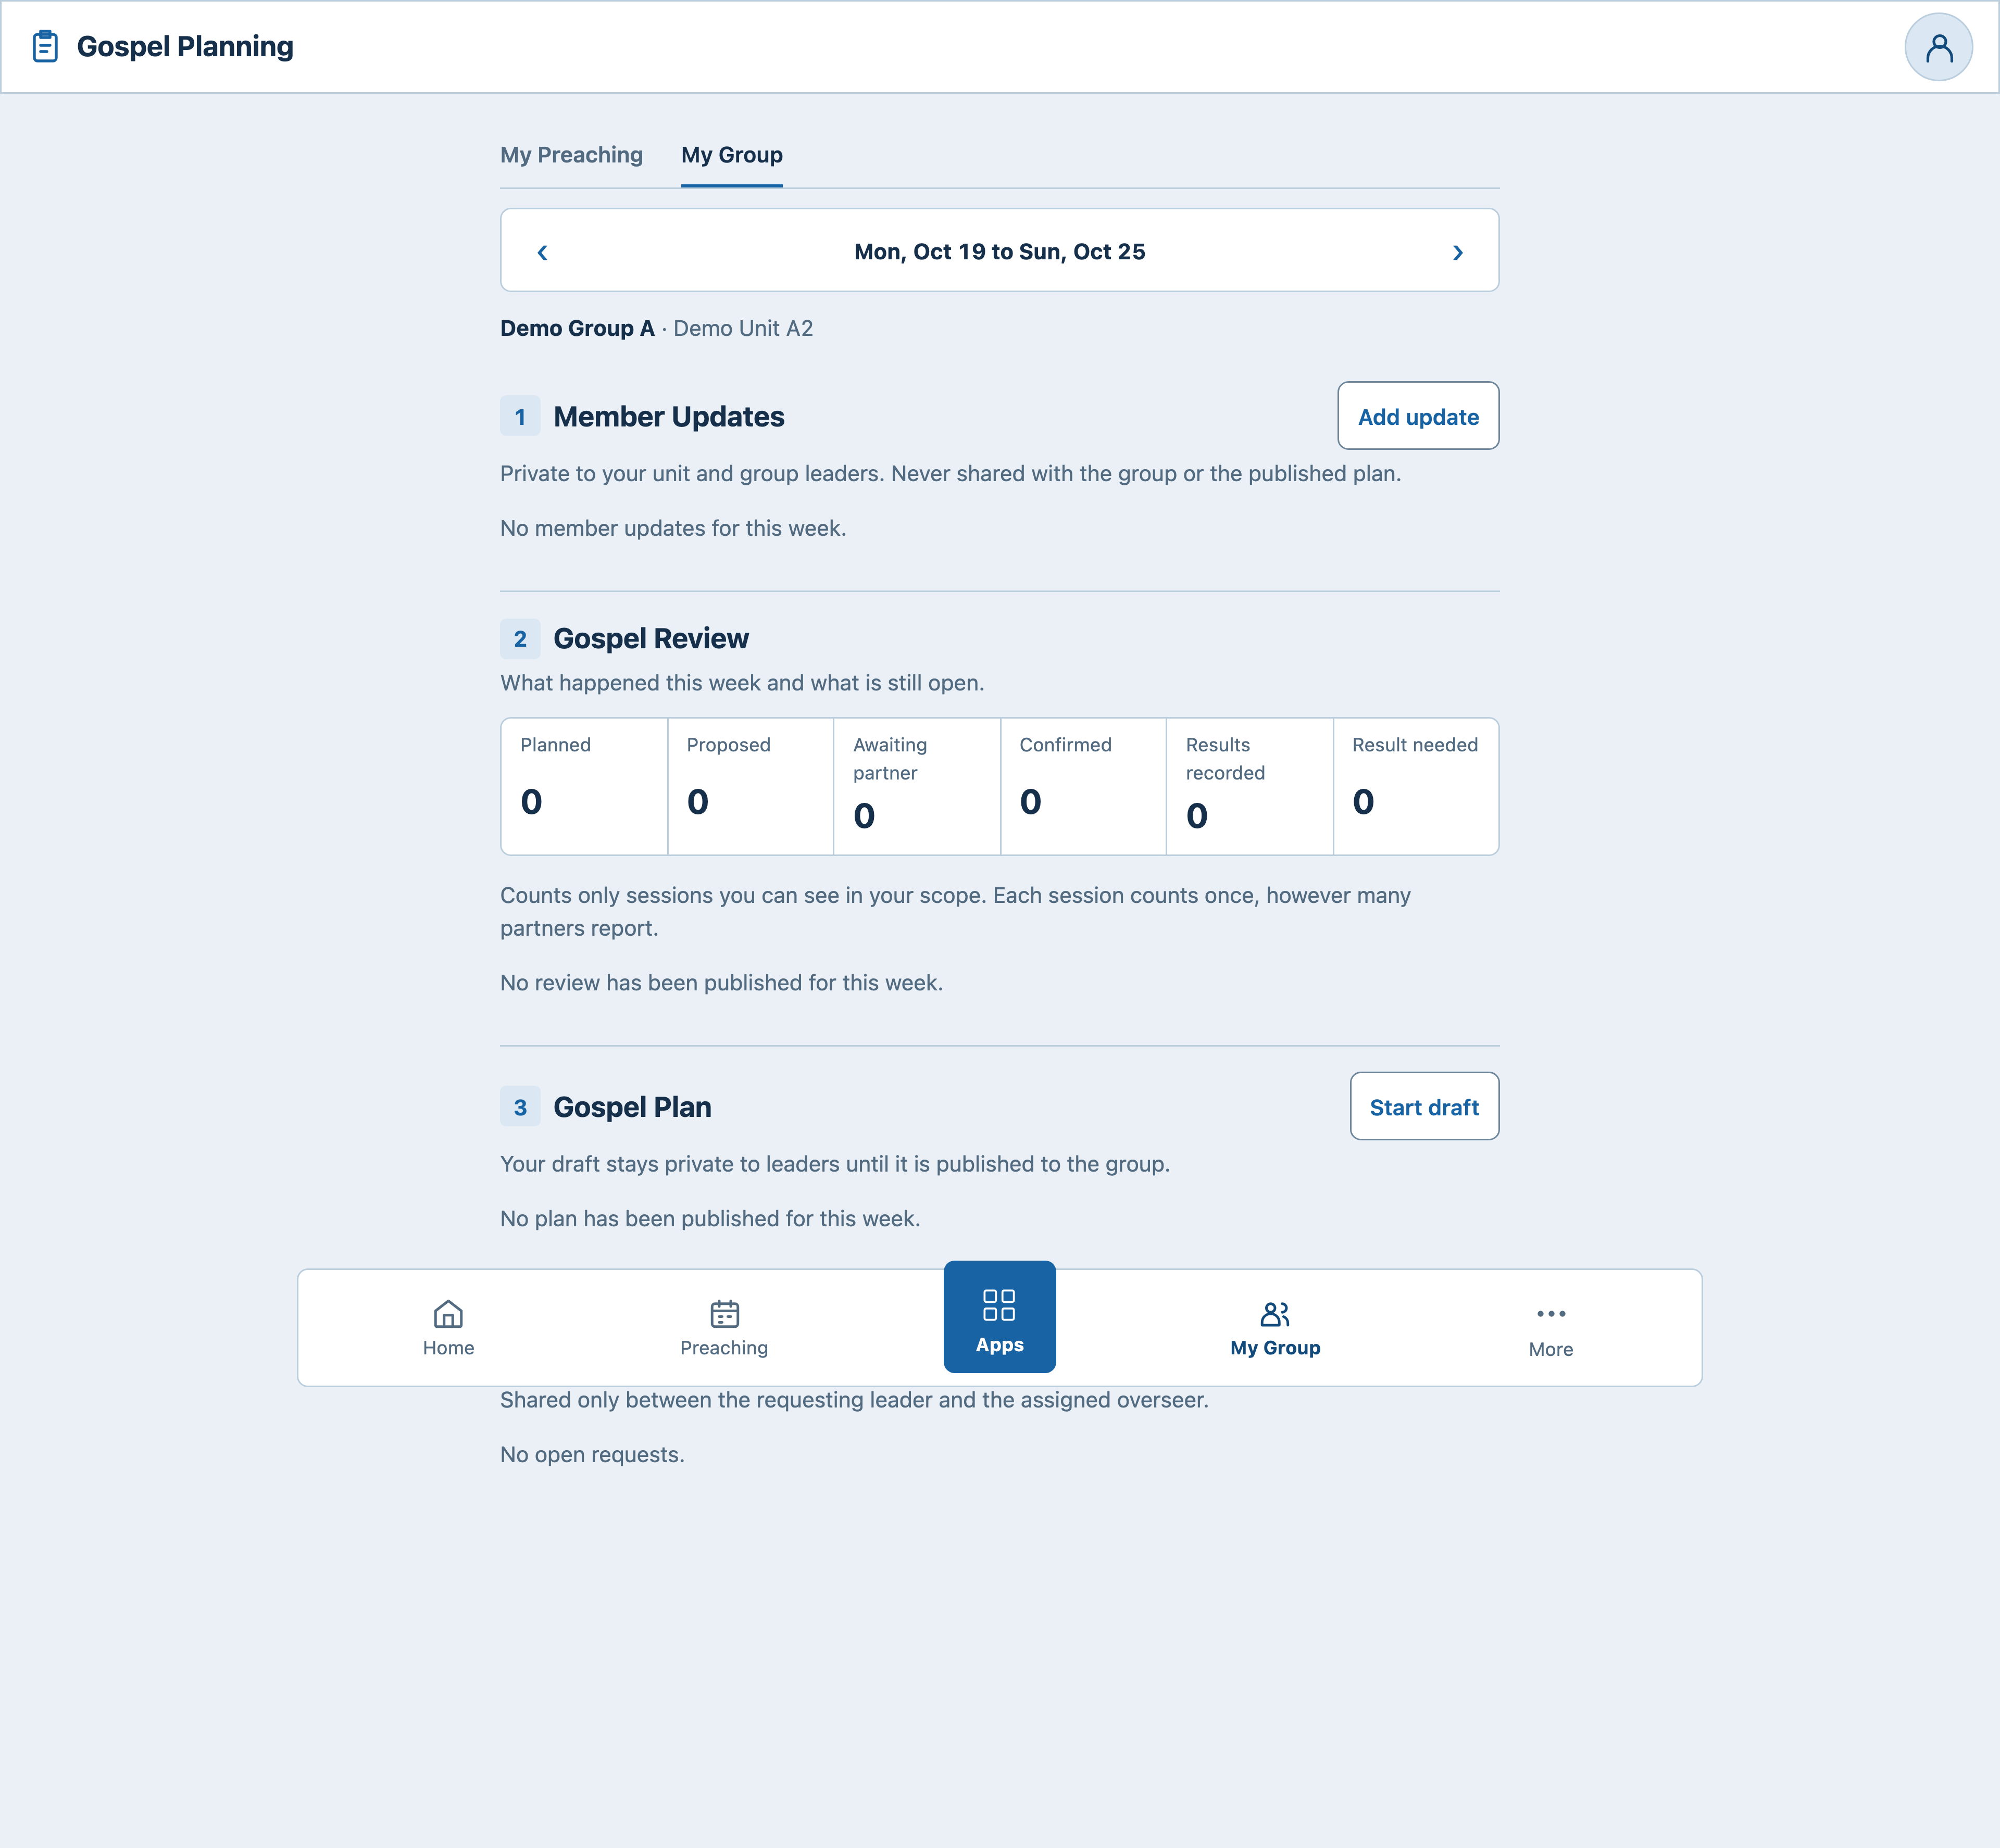 Gospel Planning
My Preaching
My Group
‹
Mon, Oct 19 to Sun, Oct 25
›
Demo Group A · Demo Unit A2
1
Member Updates
Add update
Private to your unit and group leaders. Never shared with the group or the published plan.
No member updates for this week.
2
Gospel Review
What happened this week and what is still open.
Planned
0
Proposed
0
Awaiting
partner
0
Confirmed
0
Results
recorded
0
Result needed
0
Counts only sessions you can see in your scope. Each session counts once, however many
partners report.
No review has been published for this week.
3
Gospel Plan
Start draft
Your draft stays private to leaders until it is published to the group.
No plan has been published for this week.
Home
Preaching
Apps
My Group
More
Shared only between the requesting leader and the assigned overseer.
No open requests.